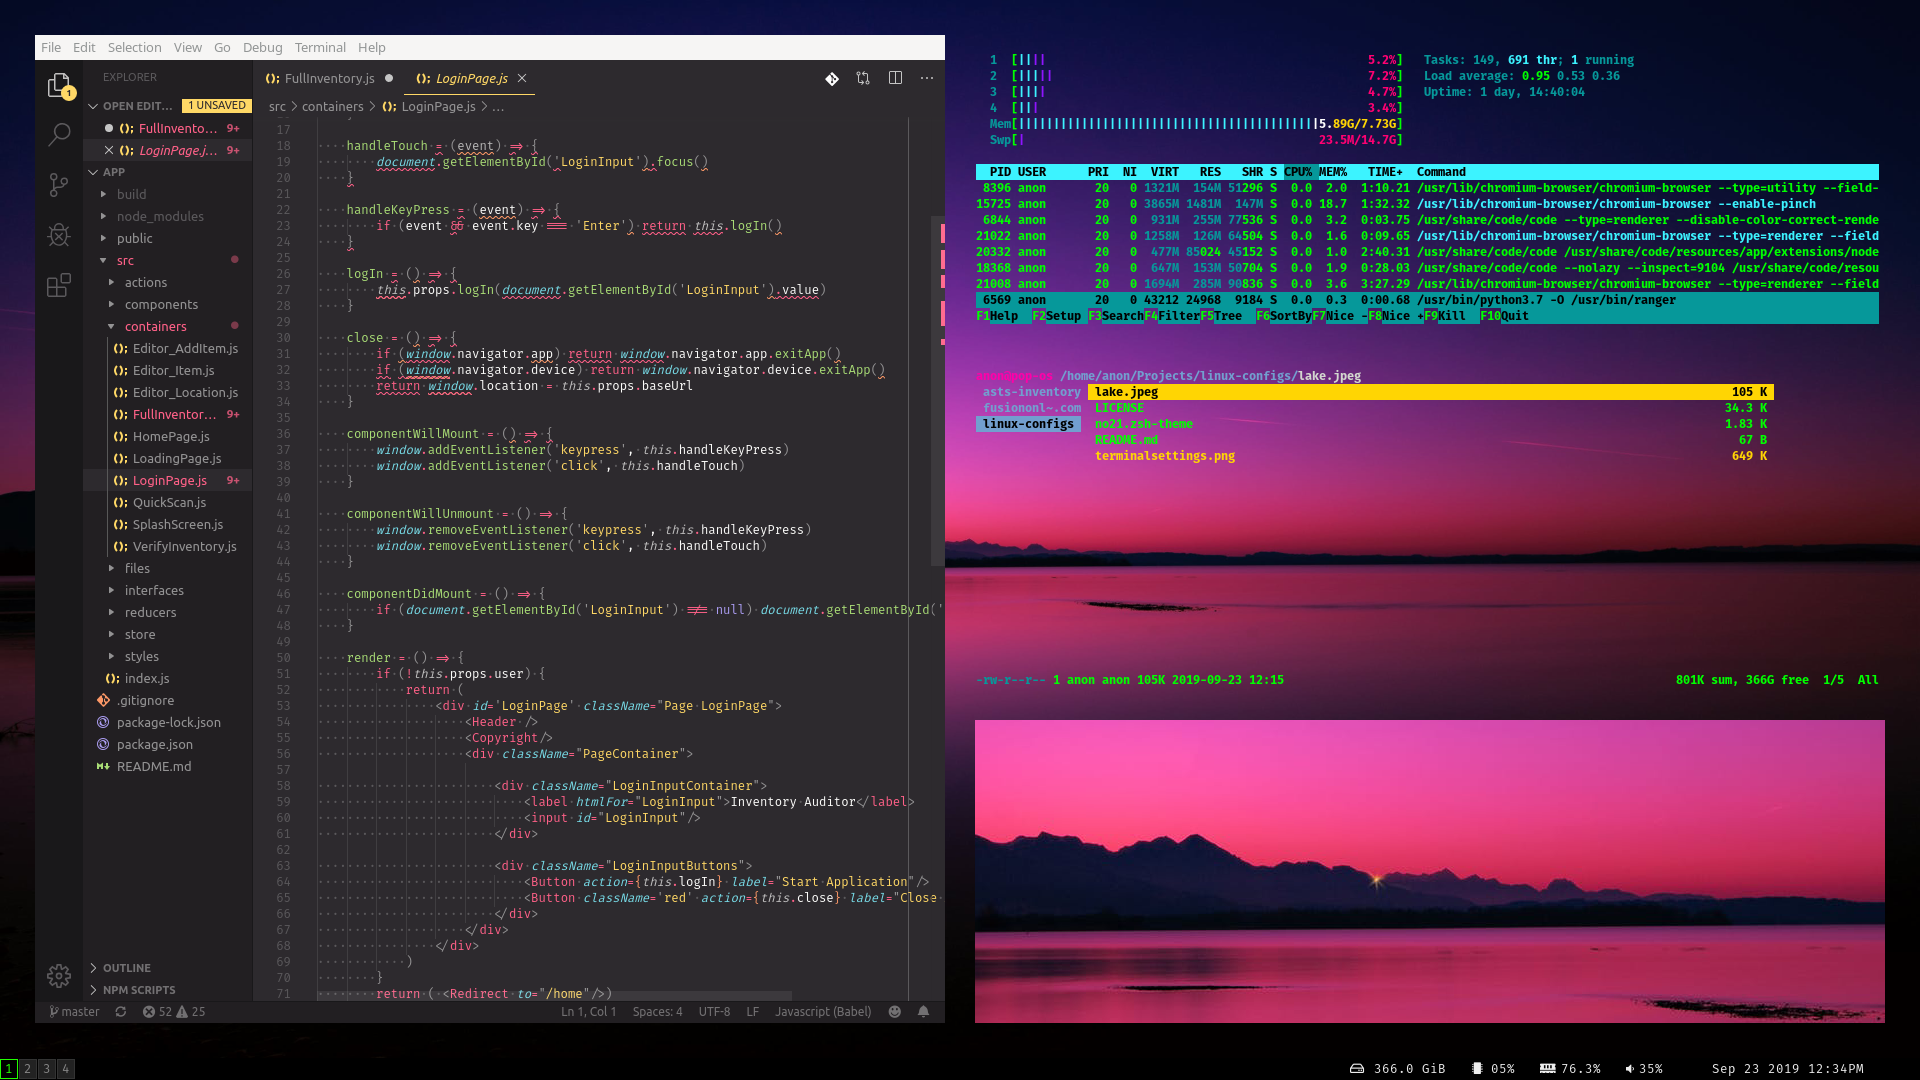 File Edit Selection View Go Debug Terminal Help
EXPLORER
OPEN EDIT... 1 UNSAVED
FullInvento... 9+
LoginPage.j... 9+
APP
build
node_modules
public
src
actions
components
containers
Editor_AddItem.js
Editor_Item.js
Editor_Location.js
FullInventor... 9+
HomePage.js
LoadingPage.js
LoginPage.js 9+
QuickScan.js
SplashScreen.js
VerifyInventory.js
files
interfaces
reducers
store
styles
index.js
.gitignore
package-lock.json
package.json
README.md
OUTLINE
NPM SCRIPTS
1
FullInventory.js LoginPage.js
src > containers > LoginPage.js > ...
17
18 handleTouch = (event) => {
19 document.getElementById('LoginInput').focus()
20 }
21
22 handleKeyPress = (event) => {
23 if (event && event.key === 'Enter') return this.logIn()
24 }
25
26 logIn = () => {
27 this.props.logIn(document.getElementById('LoginInput').value)
28 }
29
30 close = () => {
31 if (window.navigator.app) return window.navigator.app.exitApp()
32 if (window.navigator.device) return window.navigator.device.exitApp()
33 return window.location = this.props.baseUrl
34 }
35
36 componentWillMount = () => {
37 window.addEventListener('keypress', this.handleKeyPress)
38 window.addEventListener('click', this.handleTouch)
39 }
40
41 componentWillUnmount = () => {
42 window.removeEventListener('keypress', this.handleKeyPress)
43 window.removeEventListener('click', this.handleTouch)
44 }
45
46 componentDidMount = () => {
47 if (document.getElementById('LoginInput') !== null) document.getElementById('
48 }
49
50 render = () => {
51 if (!this.props.user) {
52 return (
53 <div id='LoginPage' className="Page LoginPage">
54 <Header />
55 <Copyright/>
56 <div className="PageContainer">
57
58 <div className="LoginInputContainer">
59 <label htmlFor="LoginInput">Inventory Auditor</label>
60 <input id="LoginInput"/>
61 </div>
62
63 <div className="LoginInputButtons">
64 <Button action={this.logIn} label="Start Application"/>
65 <Button className='red' action={this.close} label="Close
66 </div>
67 </div>
68 </div>
69 )
70 }
71 return ( <Redirect to="/home"/>)
master 52 25 Ln 1, Col 1 Spaces: 4 UTF-8 LF Javascript (Babel)
1 [|||| 5.2%] Tasks: 149, 691 thr; 1 running
2 [||||| 7.2%] Load average: 0.95 0.53 0.36
3 [|||| 4.7%] Uptime: 1 day, 14:40:04
4 [||| 3.4%]
Mem[||||||||||||||||||||||||||||||||||||||||||| 5.89G/7.73G]
Swp[| 23.5M/14.7G]
PID USER PRI NI VIRT RES SHR S CPU% MEM% TIME+ Command
8396 anon 20 0 1321M 154M 51296 S 0.0 2.0 1:10.21 /usr/lib/chromium-browser/chromium-browser --type=utility --field-
15725 anon 20 0 3865M 1481M 147M S 0.0 18.7 1:32.32 /usr/lib/chromium-browser/chromium-browser --enable-pinch
6844 anon 20 0 931M 255M 77536 S 0.0 3.2 0:03.75 /usr/share/code/code --type=renderer --disable-color-correct-rende
21022 anon 20 0 1258M 126M 64504 S 0.0 1.6 0:09.65 /usr/lib/chromium-browser/chromium-browser --type=renderer --field
20332 anon 20 0 477M 85024 45152 S 0.0 1.0 2:40.31 /usr/share/code/code /usr/share/code/resources/app/extensions/node
18368 anon 20 0 647M 153M 50704 S 0.0 1.9 0:28.03 /usr/share/code/code --nolazy --inspect=9104 /usr/share/code/resou
21008 anon 20 0 1694M 285M 90836 S 0.0 3.6 3:27.29 /usr/lib/chromium-browser/chromium-browser --type=renderer --field
6569 anon 20 0 43212 24968 9184 S 0.0 0.3 0:00.68 /usr/bin/python3.7 -O /usr/bin/ranger
F1Help F2Setup F3Search F4Filter F5Tree F6SortBy F7Nice - F8Nice + F9Kill F10Quit
/home/anon/Projects/linux-configs/lake.jpeg
asts-inventory lake.jpeg 105 K
fusiononl~.com LICENSE 34.3 K
linux-configs no21.zsh-theme 1.83 K
README.md 67 B
terminalsettings.png 649 K
-rw-r--r-- 1 anon anon 105K 2019-09-23 12:15 801K sum, 366G free 1/5 All
1 2 3 4 366.0 GiB 05% 76.3% 35% Sep 23 2019 12:34PM